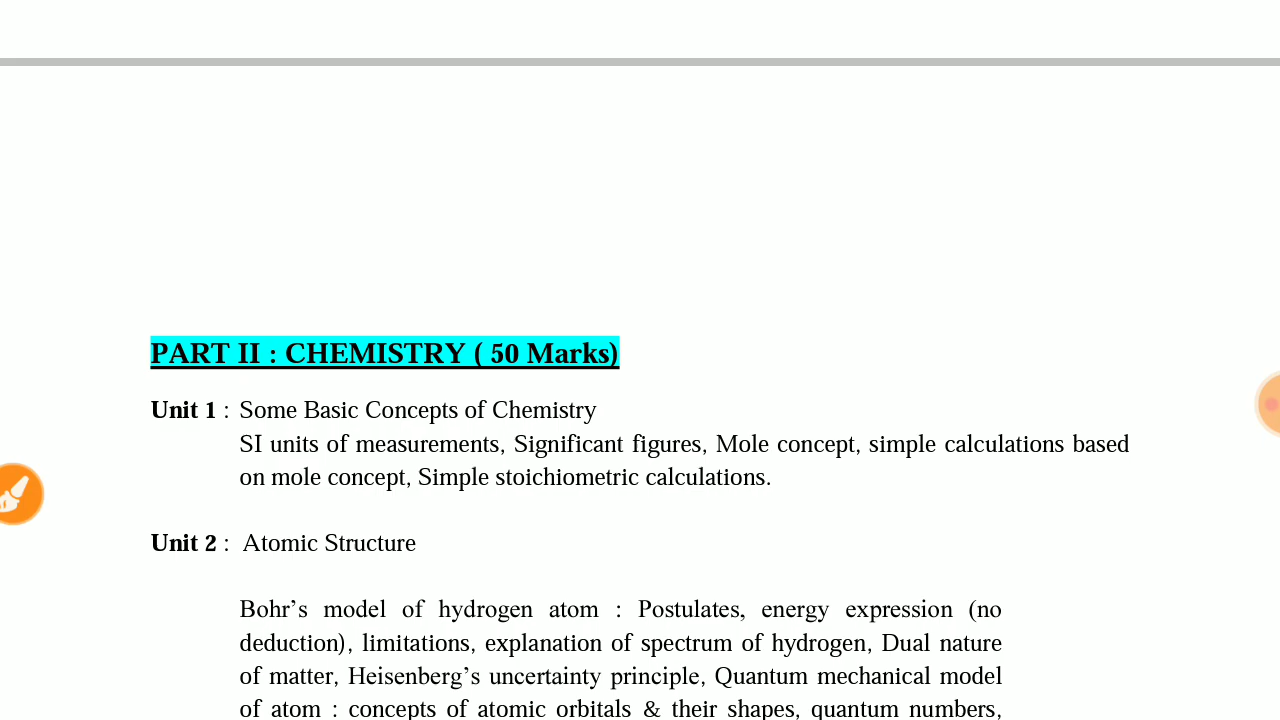 PART II : CHEMISTRY ( 50 Marks)
Unit 1 : Some Basic Concepts of Chemistry
SI units of measurements, Significant figures, Mole concept, simple calculations based
on mole concept, Simple stoichiometric calculations.
Unit 2 : Atomic Structure
Bohr’s model of hydrogen atom : Postulates, energy expression (no
deduction), limitations, explanation of spectrum of hydrogen, Dual nature
of matter, Heisenberg’s uncertainty principle, Quantum mechanical model
of atom : concepts of atomic orbitals & their shapes, quantum numbers,